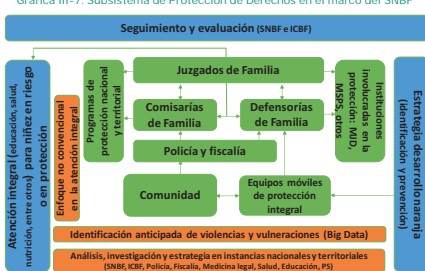 Gráfica III-7. Subsistema de Protección de Derechos en el marco del SNBF
Seguimiento y evaluación (SNBF e ICBF)
Atención integral (educación, salud,
nutrición, entre otros) para niñez en riesgo
o en protección
Enfoque no convencional
en la atención integral
Programas de
protección nacional
y territorial
Juzgados de Familia
Comisarías
de Familia
Defensorías
de Familia
Policía y fiscalía
Comunidad
Equipos móviles
de protección
integral
Instituciones
involucradas en la
protección: MJD,
MSPS, otros
Estrategia desarrollo naranja
(identificación y prevención)
Identificación anticipada de violencias y vulneraciones (Big Data)
Análisis, investigación y estrategia en instancias nacionales y territoriales
(SNBF, ICBF, Policía, Fiscalía, Medicina legal, Salud, Educación, PS)